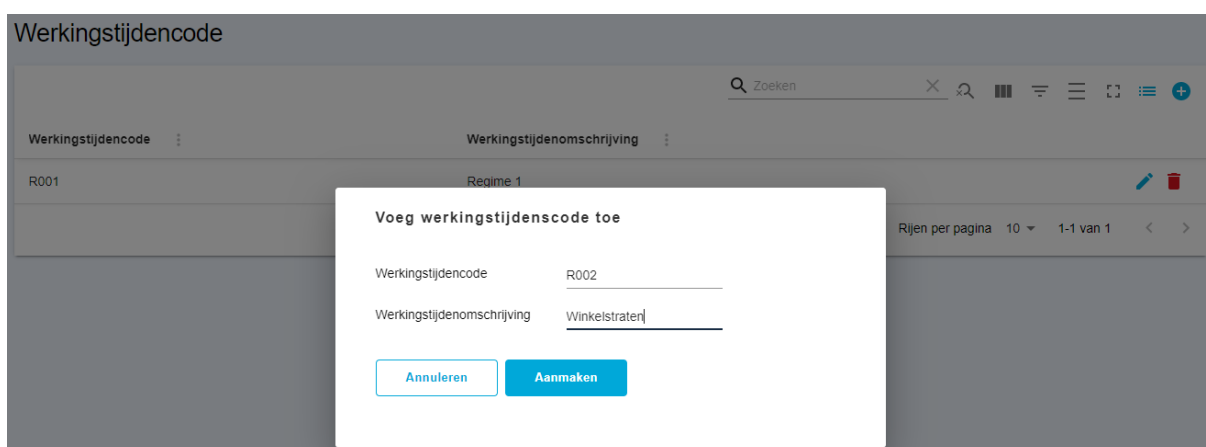 Werkingstijdencode
Zoeken
Werkingstijdencode Werkingstijdenomschrijving
R001 Regime 1
Rijen per pagina 10 1-1 van 1
Voeg werkingstijdenscode toe
Werkingstijdencode R002
Werkingstijdenomschrijving Winkelstraten
Annuleren Aanmaken